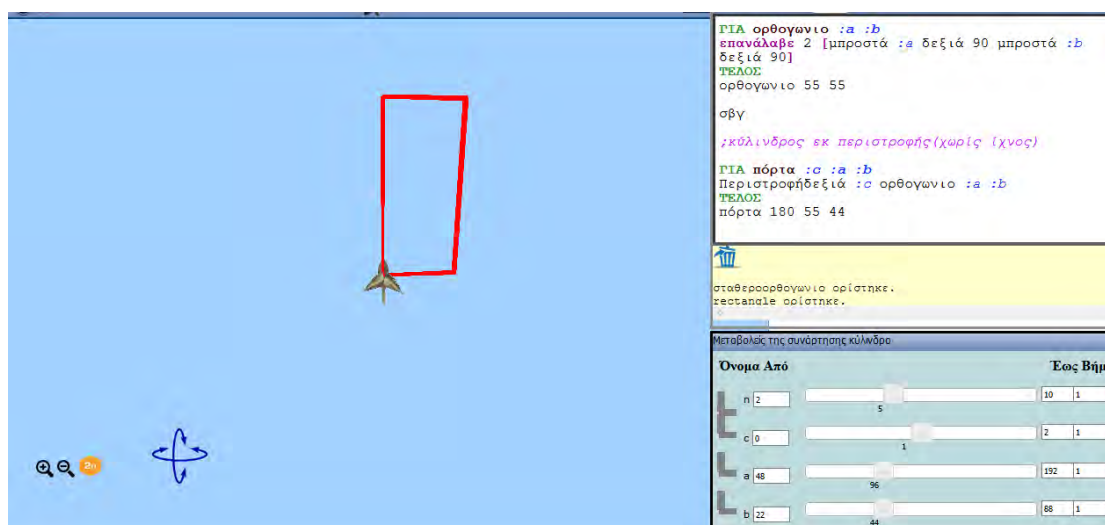 ΓΙΑ ορθογωνιο :a :b
επανάλαβε 2 [μπροστά :a δεξιά 90 μπροστά :b
δεξιά 90]
ΤΕΛΟΣ
ορθογωνιο 55 55
σβγ
;κύλινδρος εκ περιστροφής(χωρίς ίχνος)
ΓΙΑ πόρτα :c :a :b
Περιστροφήδεξιά :c ορθογωνιο :a :b
ΤΕΛΟΣ
πόρτα 180 55 44
σταθεροορθογωνιο ορίστηκε.
rectangle ορίστηκε.
Μεταβολείς της συνάρτησης κύλινδρο
Όνομα Από Έως Βήμ
n 2 5 10 1
c 0 1 2 1
a 48 96 192 1
b 22 44 88 1
2D